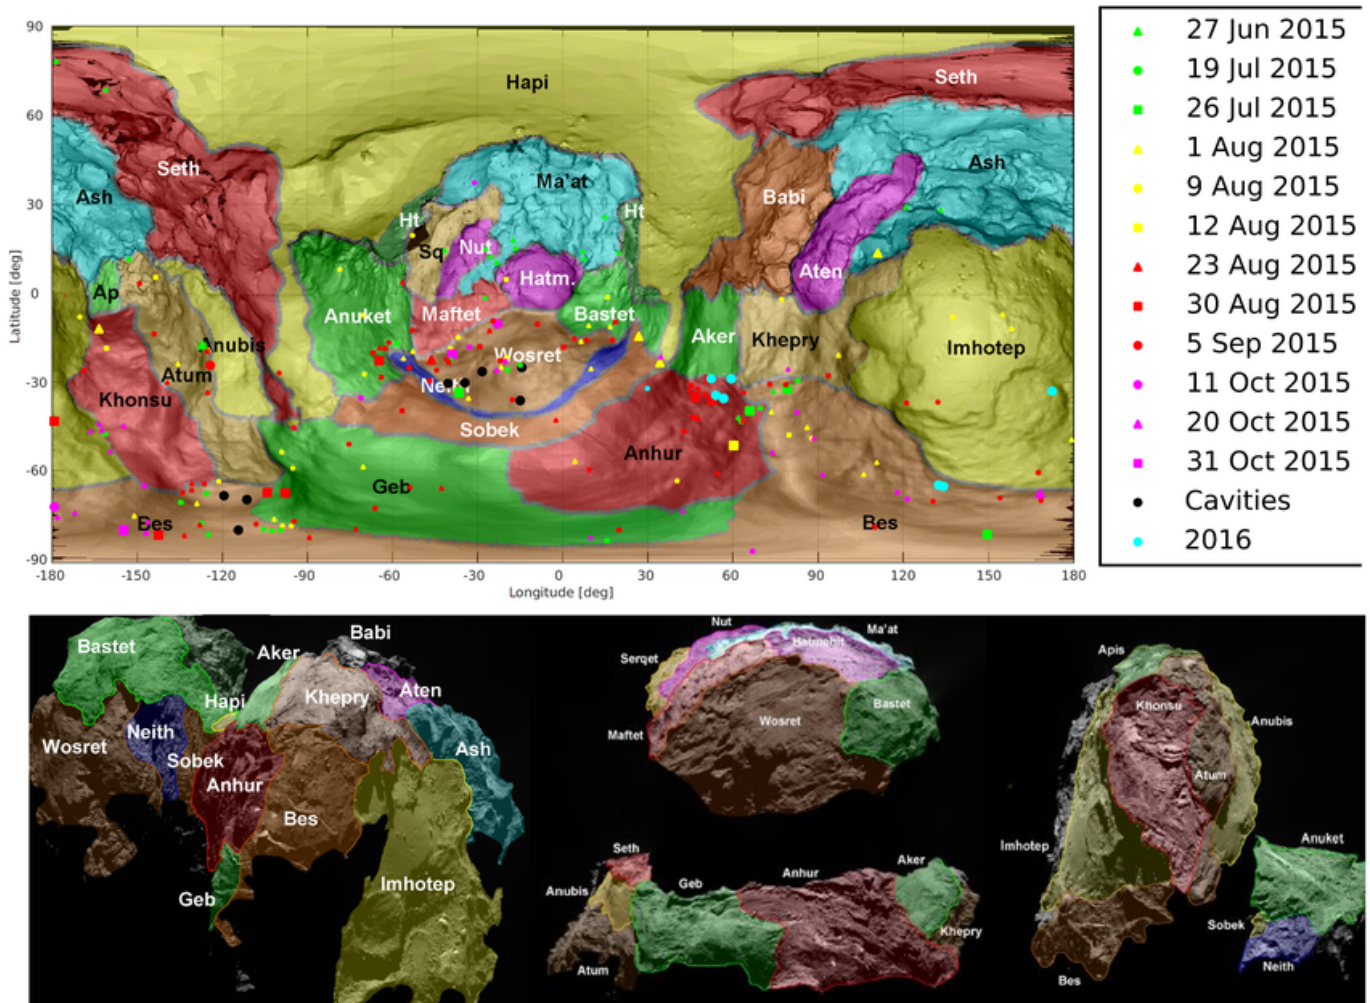 90
60
30
0
-30
-60
-90
Latitude [deg]
-180
-150
-120
-90
-60
-30
0
30
60
90
120
150
180
Longitude [deg]
Hapi
Seth
Seth
Ash
Ma'at
Ash
Babi
Ht
Ht
Sq
Nut
Aten
Hatm.
Ap
Anuket
Maftet
Bastet
Aker
Khepry
Imhotep
Anubis
Wosret
Atum
Khonsu
Sobek
Anhur
Geb
Bes
Bes
27 Jun 2015
19 Jul 2015
26 Jul 2015
1 Aug 2015
9 Aug 2015
12 Aug 2015
23 Aug 2015
30 Aug 2015
5 Sep 2015
11 Oct 2015
20 Oct 2015
31 Oct 2015
Cavities
2016
Bastet
Aker
Babi
Hapi
Khepry
Aten
Neith
Wosret
Sobek
Ash
Anhur
Bes
Imhotep
Geb
Nut
Ma'at
Serqet
Wosret
Bastet
Maftet
Seth
Anubis
Geb
Anhur
Aker
Khepry
Atum
Apis
Khonsu
Anubis
Atum
Imhotep
Anuket
Sobek
Neith
Bes